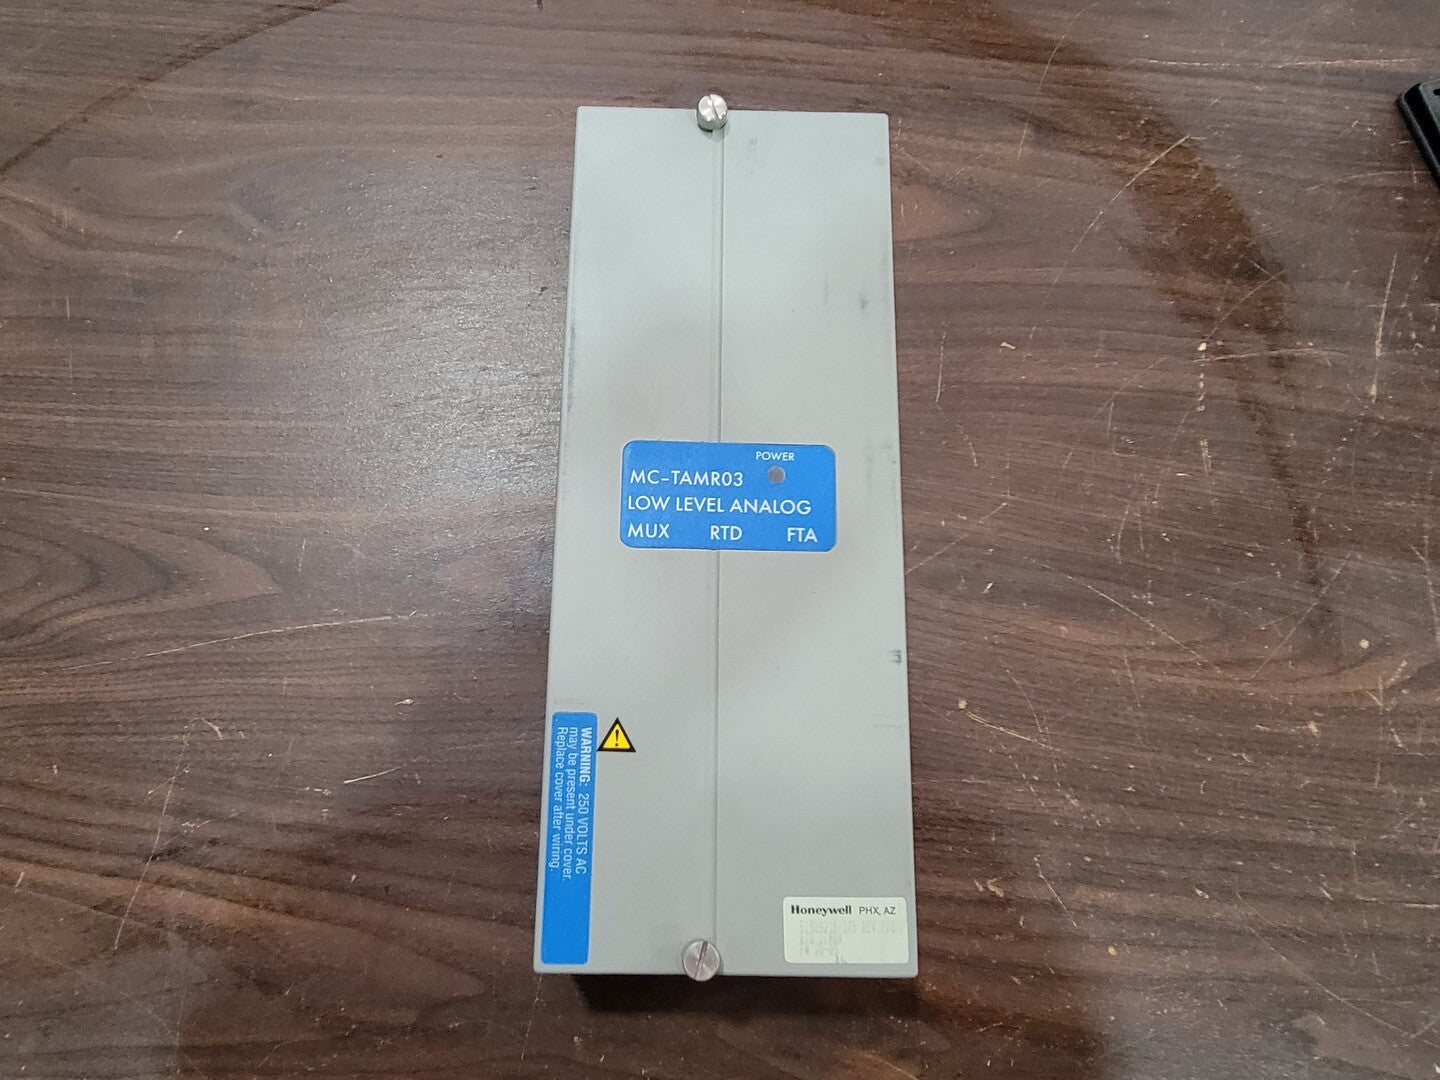 POWER
MC-TAMR03
LOW LEVEL ANALOG
MUX RTD FTA
WARNING: 250 VOLTS AC
may be present under cover.
Replace cover after wiring.
Honeywell PHX, AZ